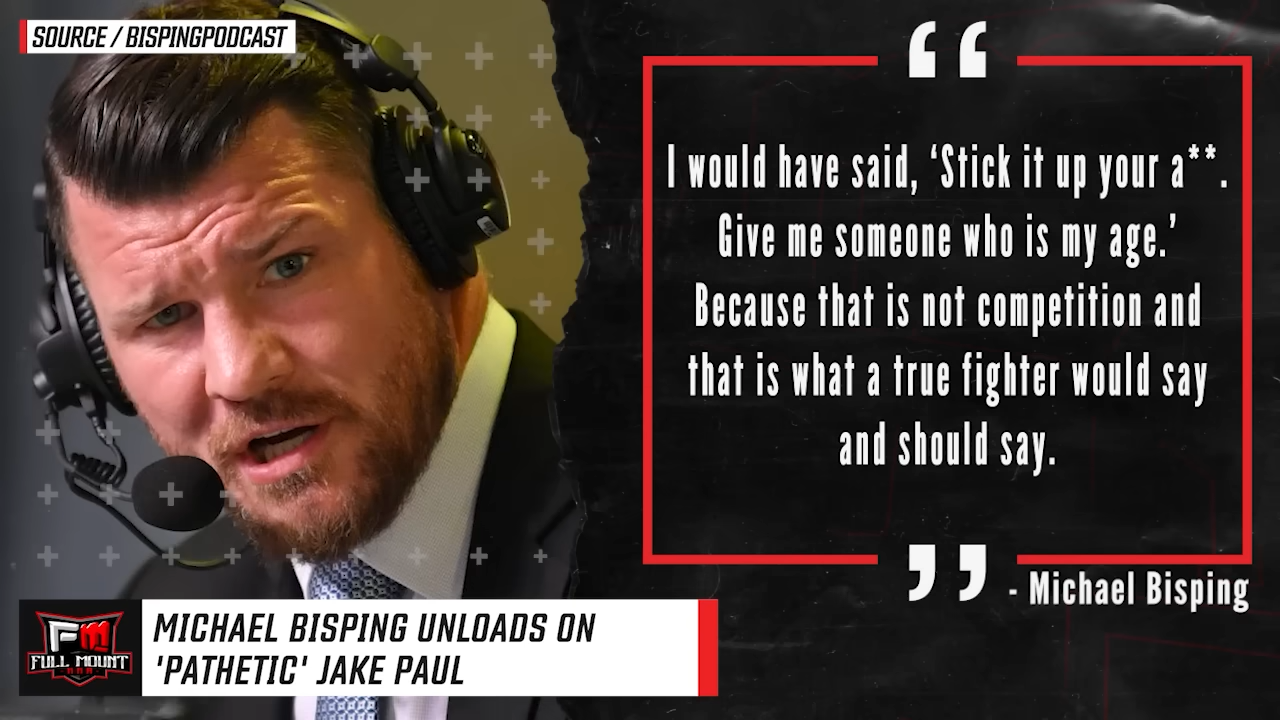 SOURCE / BISPINGPODCAST
“
I would have said, ‘Stick it up your a**.
Give me someone who is my age.’
Because that is not competition and
that is what a true fighter would say
and should say.
”
- Michael Bisping
FM
FULL MOUNT
MMA
MICHAEL BISPING UNLOADS ON
'PATHETIC' JAKE PAUL